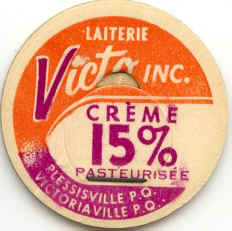 LAITERIE
Victo INC.
CRÈME
15%
PASTEURISÉE
PLESSISVILLE P.Q.
VICTORIAVILLE P.Q.